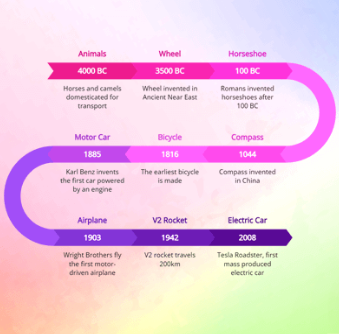 Animals
Wheel
Horseshoe
4000 BC
3500 BC
100 BC
Horses and camels
domesticated for
transport
Wheel invented in
Ancient Near East
Romans invented
horseshoes after
100 BC
Motor Car
Bicycle
Compass
1885
1816
1044
Karl Benz invents
the first car powered
by an engine
The earliest bicycle
is made
Compass invented
in China
Airplane
V2 Rocket
Electric Car
1903
1942
2008
Wright Brothers fly
the first motor-
driven airplane
V2 rocket travels
200km
Tesla Roadster, first
mass produced
electric car